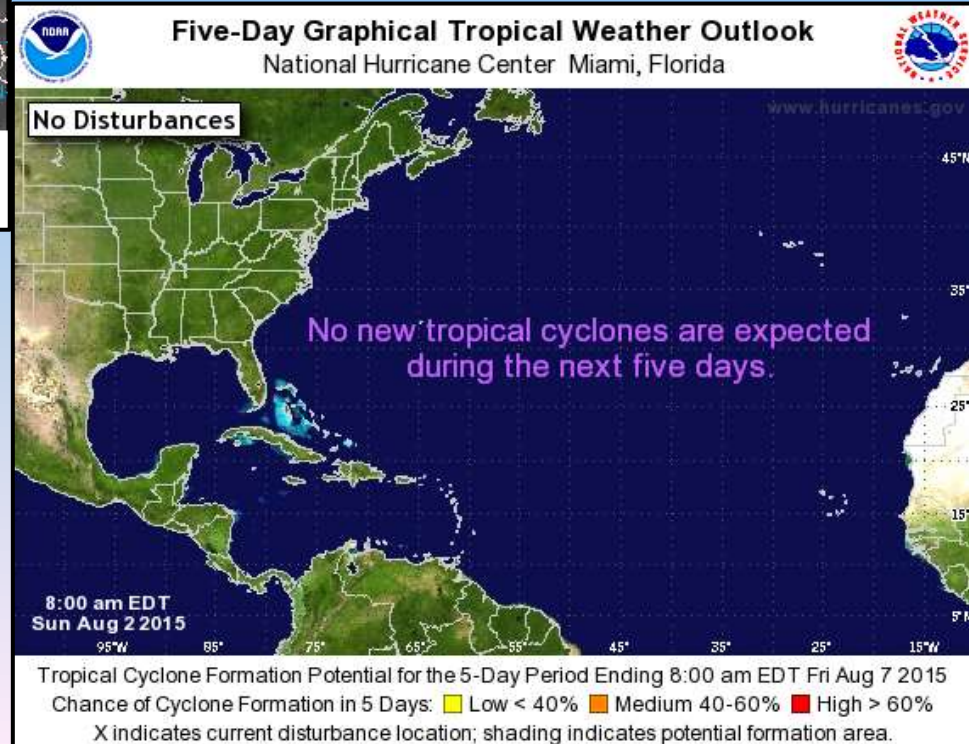 NOAA
Five-Day Graphical Tropical Weather Outlook
National Hurricane Center Miami, Florida
NATIONAL WEATHER SERVICE
No Disturbances
www.hurricanes.gov
45°N
35°
No new tropical cyclones are expected
during the next five days.
25°
15°
8:00 am EDT
Sun Aug 2 2015
5°N
95°W 85° 75° 65° 55° 45° 35° 25° 15°W
Tropical Cyclone Formation Potential for the 5-Day Period Ending 8:00 am EDT Fri Aug 7 2015
Chance of Cyclone Formation in 5 Days: Low < 40% Medium 40-60% High > 60%
X indicates current disturbance location; shading indicates potential formation area.